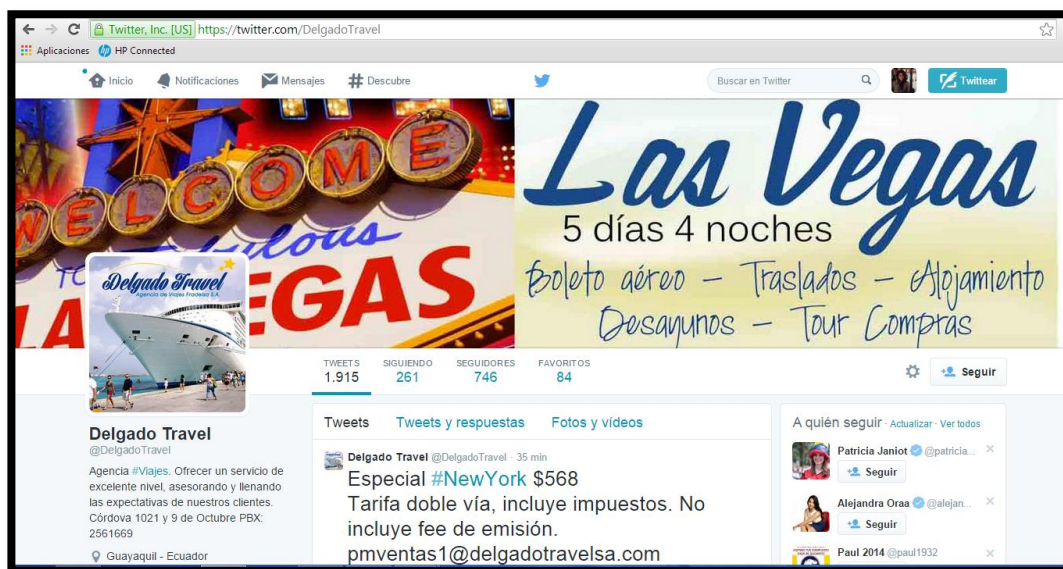 Twitter, Inc. [US] https://twitter.com/DelgadoTravel
Aplicaciones HP Connected
Inicio Notificaciones Mensajes Descubre Buscar en Twitter Twittear
WELCOME
TO Fabulous
LAS VEGAS
Las Vegas
5 días 4 noches
Boleto aéreo – Traslados – Alojamiento
Desayunos – Tour Compras
Delgado Travel
Agencia de Viajes Fradelso S.A.
TWEETS SIGUIENDO SEGUIDORES FAVORITOS
1.915 261 746 84
Seguir
Delgado Travel
@DelgadoTravel
Agencia #Viajes. Ofrecer un servicio de
excelente nivel, asesorando y llenando
las expectativas de nuestros clientes.
Córdova 1021 y 9 de Octubre PBX:
2561669
Guayaquil - Ecuador
Tweets Tweets y respuestas Fotos y vídeos
Delgado Travel @DelgadoTravel · 35 min
Especial #NewYork $568
Tarifa doble vía, incluye impuestos. No
incluye fee de emisión.
pmventas1@delgadotravelsa.com
A quién seguir · Actualizar · Ver todos
Patricia Janiot @patricia...
Seguir
Alejandra Oraa @alejan...
Seguir
Paul 2014 @paul1932